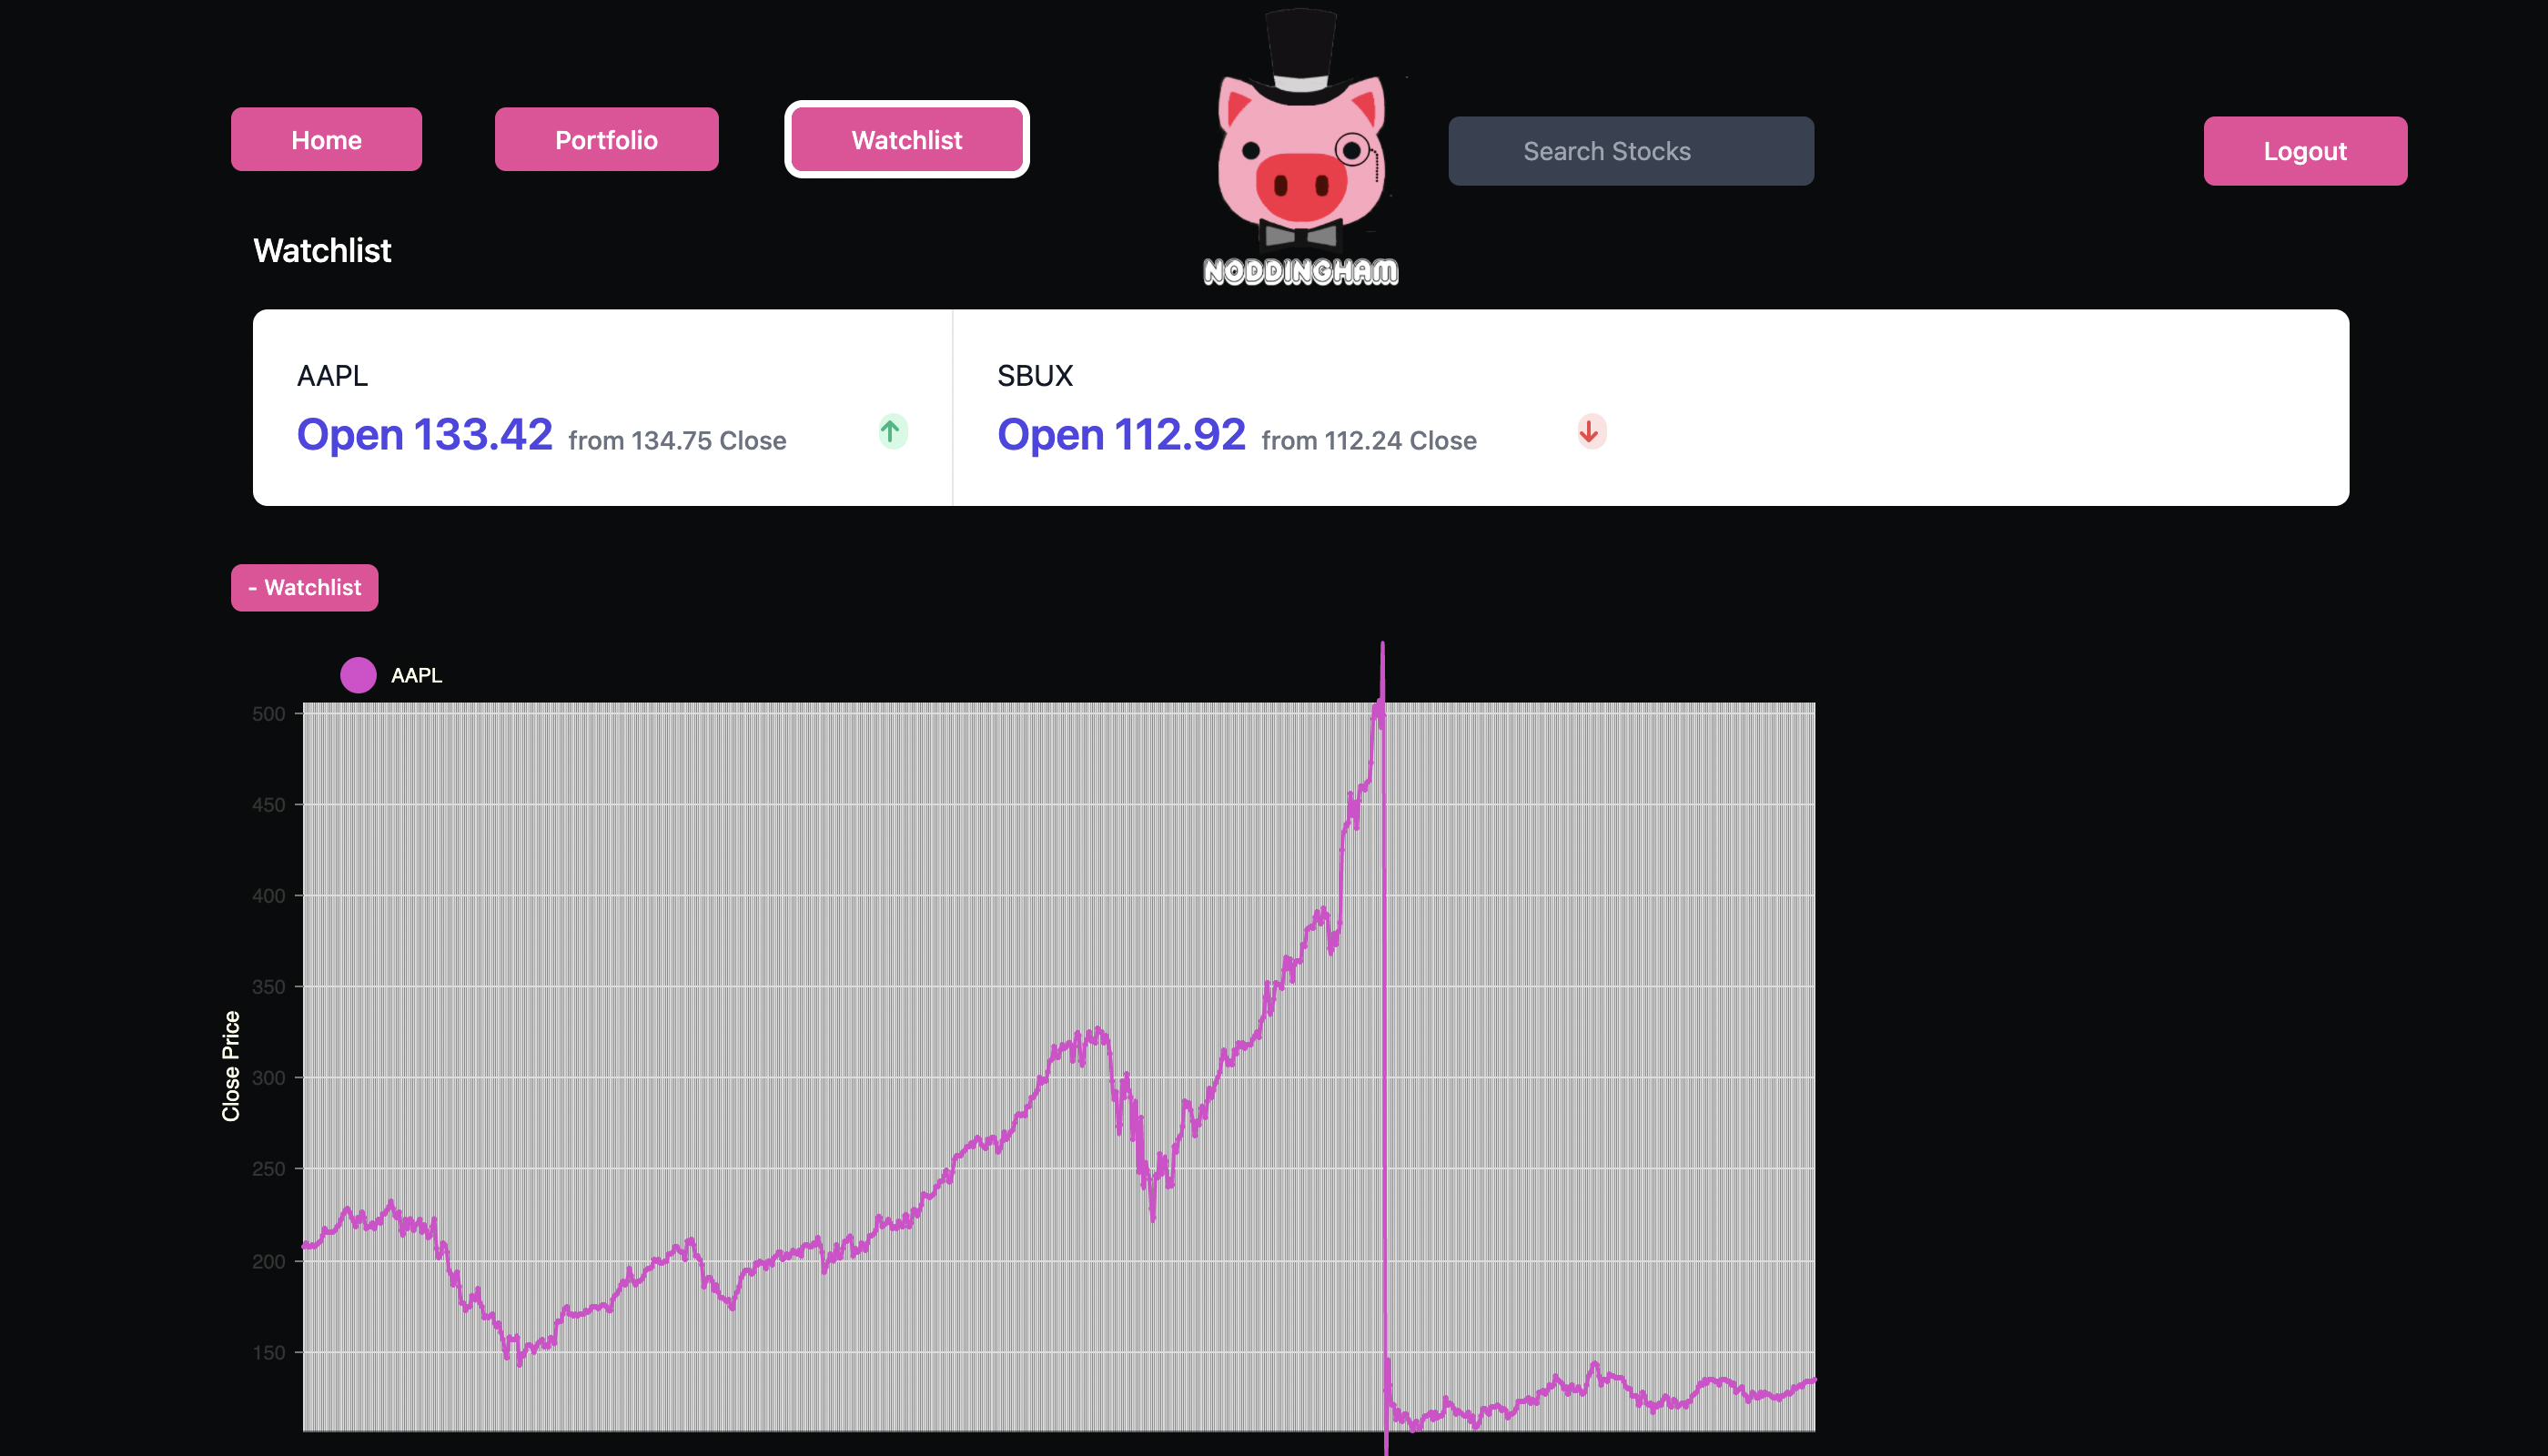 Home
Portfolio
Watchlist
NODDINGHAM
Search Stocks
Logout
Watchlist
AAPL
Open 133.42 from 134.75 Close
SBUX
Open 112.92 from 112.24 Close
- Watchlist
AAPL
Close Price
500
450
400
350
300
250
200
150